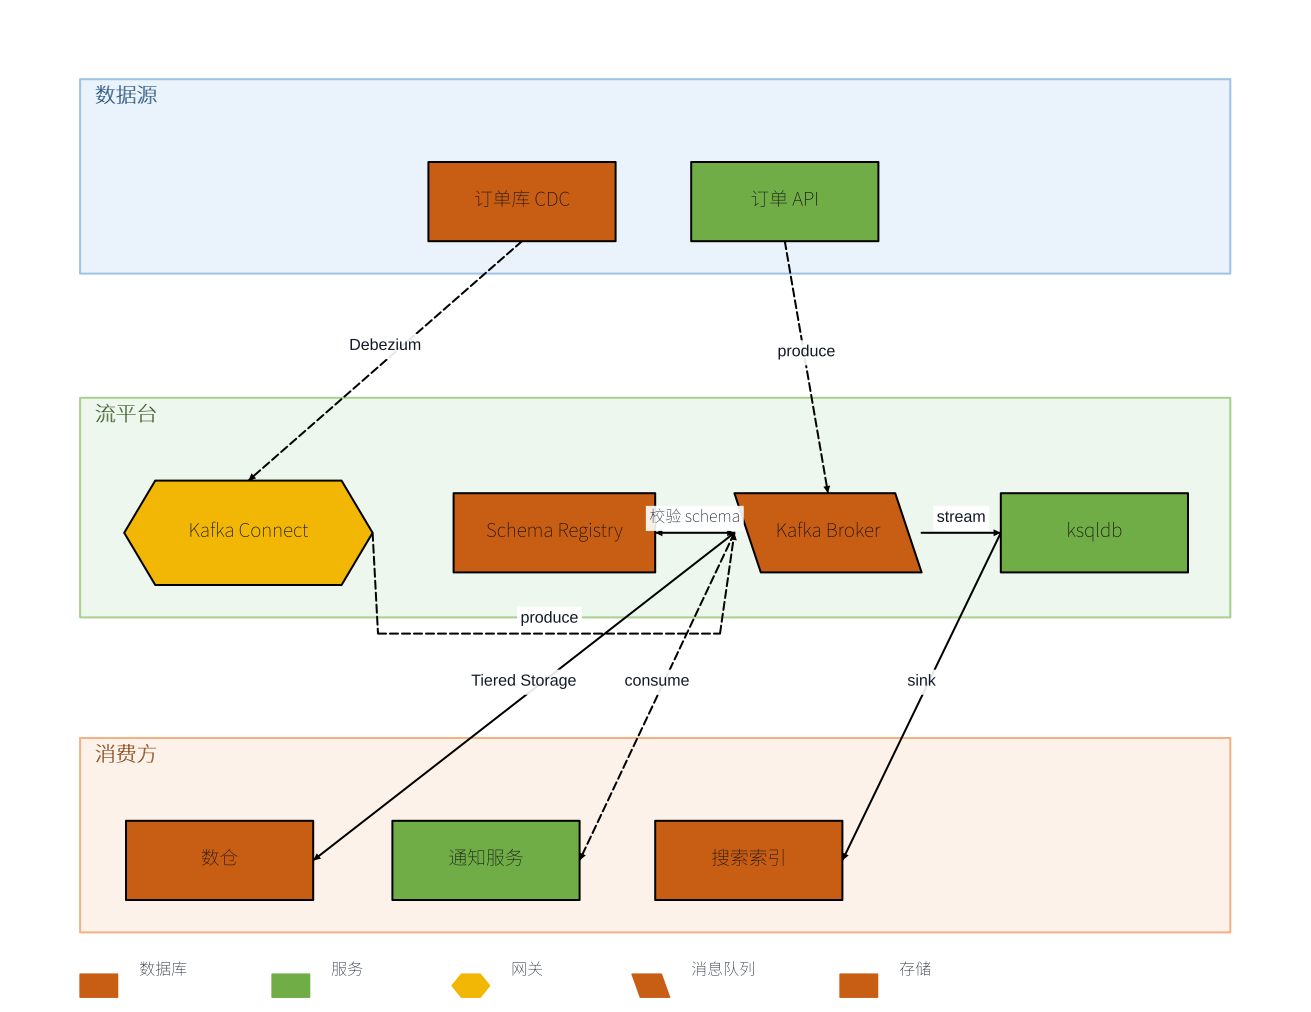 数据源
订单库 CDC
订单 API
Debezium
produce
流平台
Kafka Connect
Schema Registry
校验 schema
Kafka Broker
stream
ksqldb
produce
Tiered Storage
consume
sink
消费方
数仓
通知服务
搜索索引
数据库
服务
网关
消息队列
存储